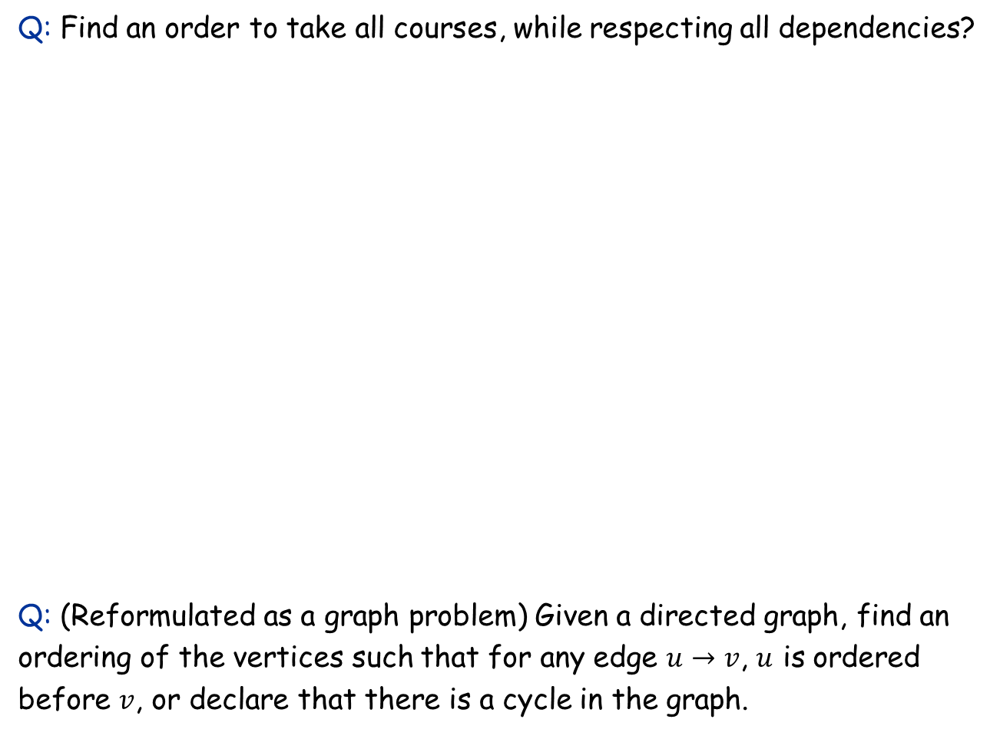 Q: Find an order to take all courses, while respecting all dependencies?
Q: (Reformulated as a graph problem) Given a directed graph, find an
ordering of the vertices such that for any edge 𝑢 → 𝑣, 𝑢 is ordered
before 𝑣, or declare that there is a cycle in the graph.